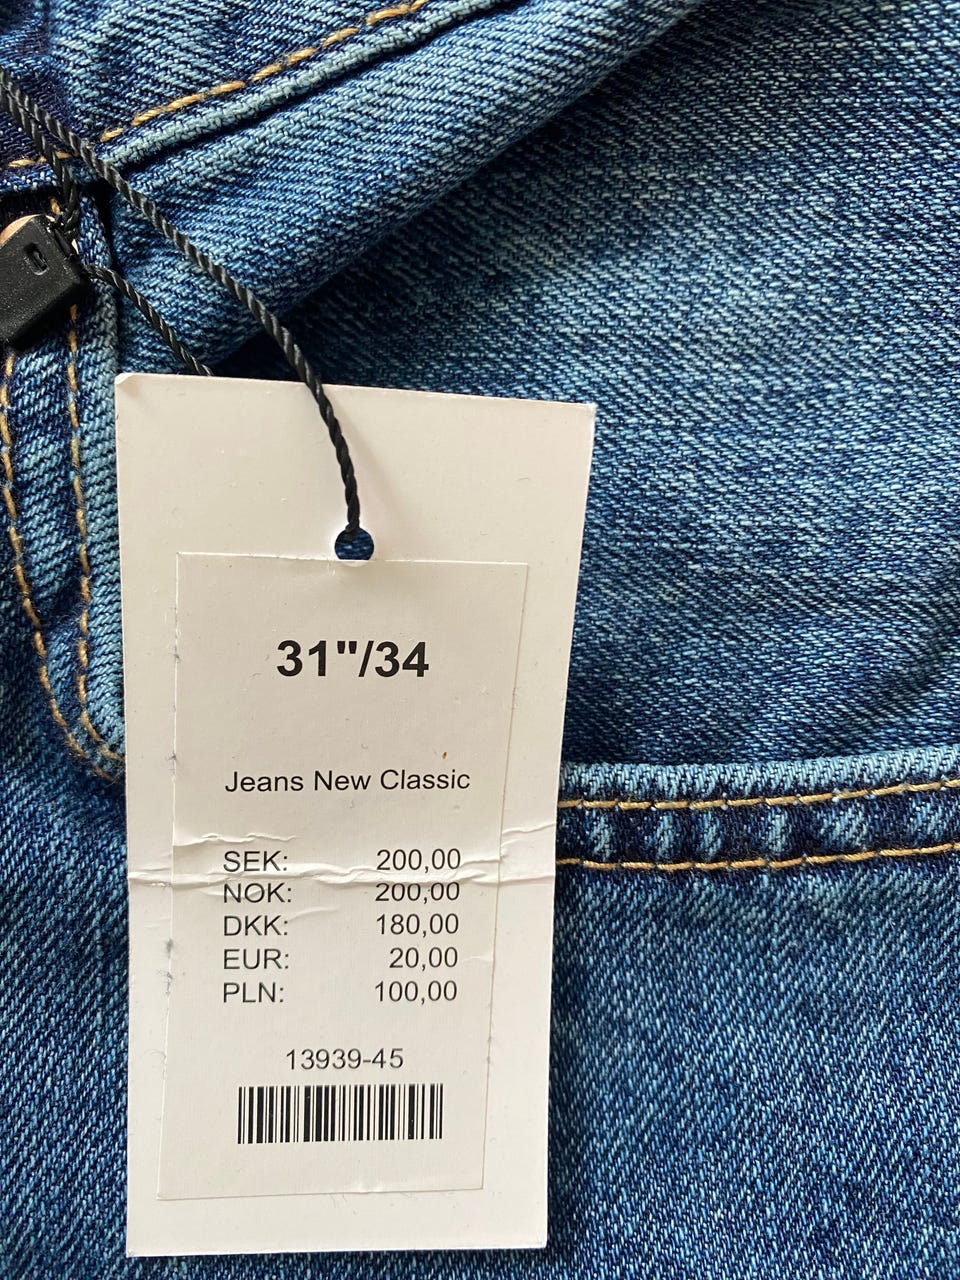 31"/34
Jeans New Classic
SEK: 200,00
NOK: 200,00
DKK: 180,00
EUR: 20,00
PLN: 100,00
13939-45